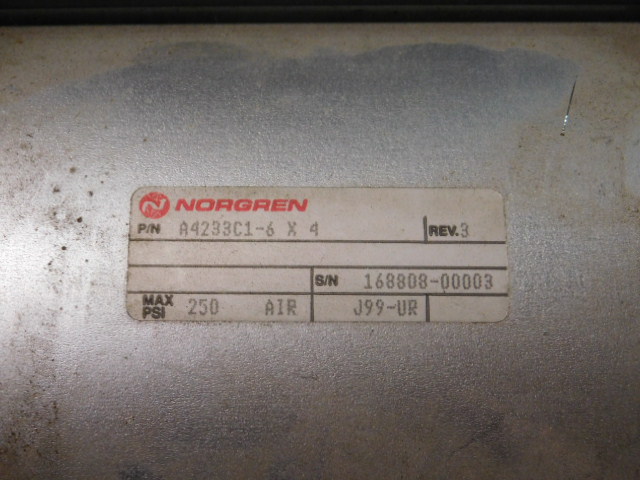 NORGREN
P/N A4233C1-6 X 4 REV.3
S/N 168808-00003
MAX PSI 250 AIR J99-UR